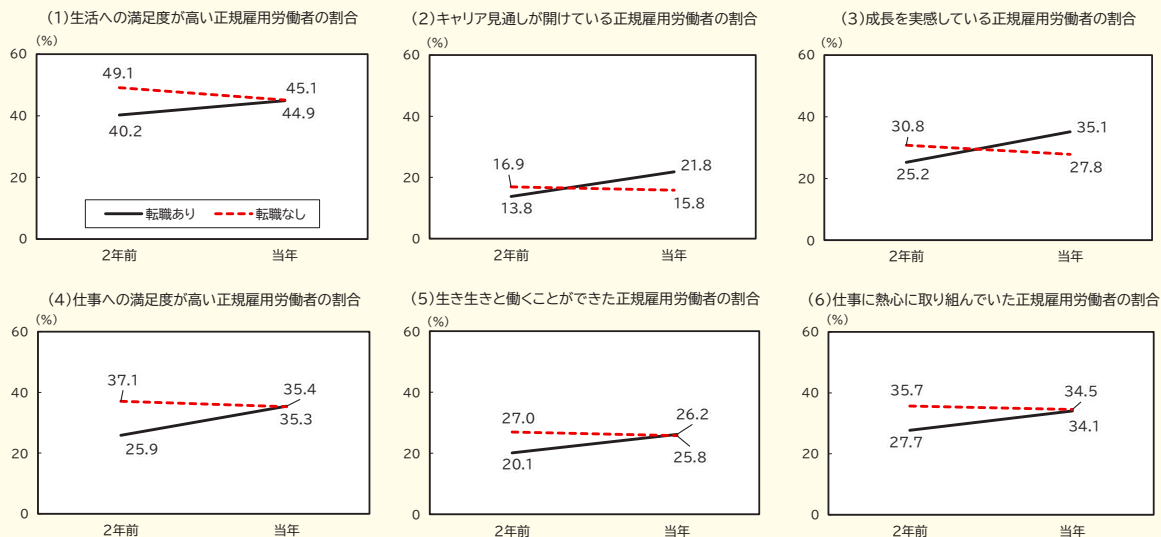 (1)生活への満足度が高い正規雇用労働者の割合
(%)
60
40
20
0
49.1
40.2
45.1
44.9
転職あり
転職なし
2年前
当年
(2)キャリア見通しが開けている正規雇用労働者の割合
(%)
60
40
20
0
16.9
13.8
21.8
15.8
2年前
当年
(3)成長を実感している正規雇用労働者の割合
(%)
60
40
20
0
30.8
25.2
35.1
27.8
2年前
当年
(4)仕事への満足度が高い正規雇用労働者の割合
(%)
60
40
20
0
37.1
25.9
35.4
35.3
2年前
当年
(5)生き生きと働くことができた正規雇用労働者の割合
(%)
60
40
20
0
27.0
20.1
26.2
25.8
2年前
当年
(6)仕事に熱心に取り組んでいた正規雇用労働者の割合
(%)
60
40
20
0
35.7
27.7
34.5
34.1
2年前
当年